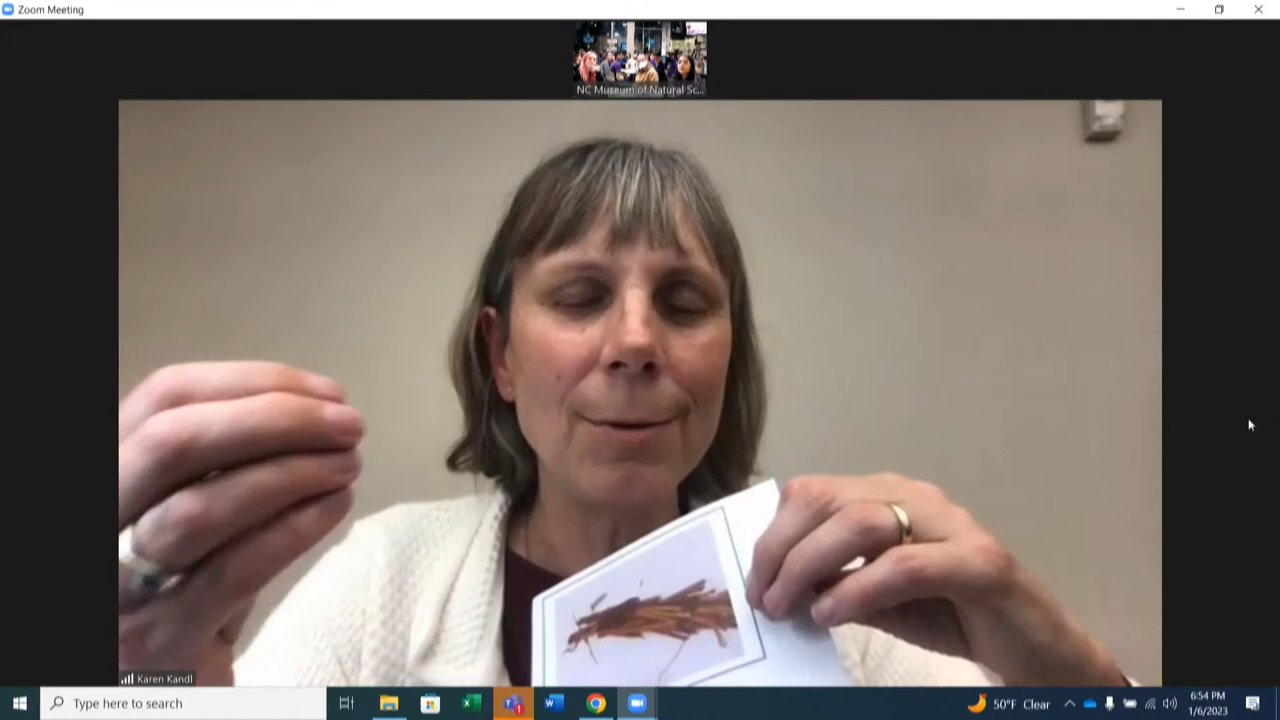 Zoom Meeting
NC Museum of Natural Sc...
Karen Kandl
Type here to search
50°F Clear
6:54 PM
1/6/2023